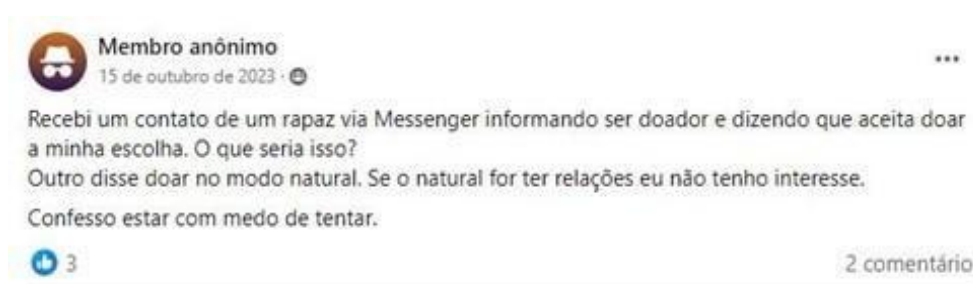 Membro anônimo
15 de outubro de 2023 ·
Recebi um contato de um rapaz via Messenger informando ser doador e dizendo que aceita doar
a minha escolha. O que seria isso?
Outro disse doar no modo natural. Se o natural for ter relações eu não tenho interesse.
Confesso estar com medo de tentar.
3
2 comentário